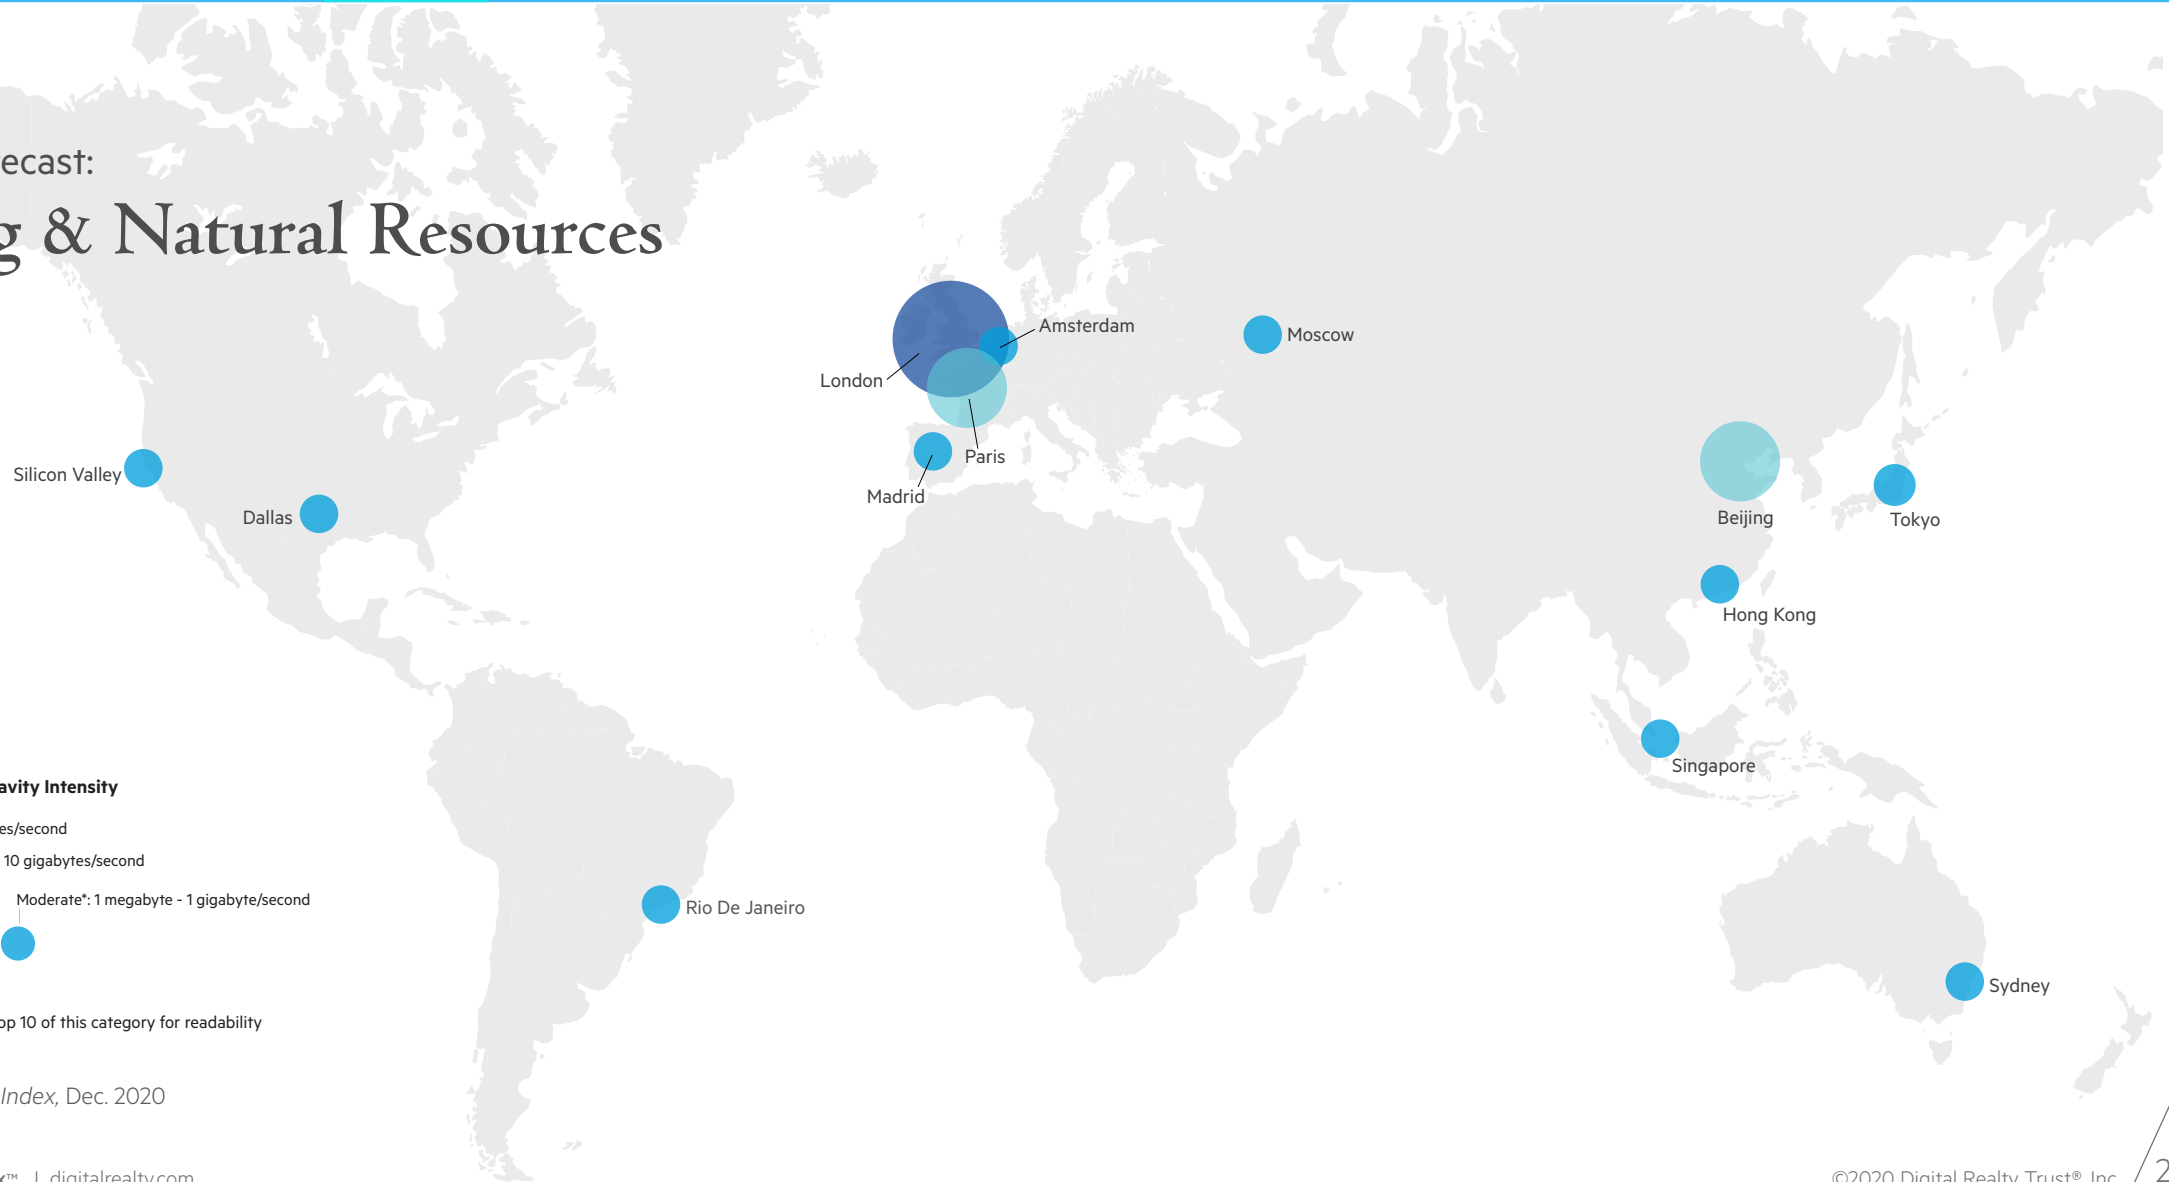 ecast:
g & Natural Resources
Amsterdam
Moscow
London
Paris
Madrid
Silicon Valley
Dallas
Beijing
Tokyo
Hong Kong
Singapore
Rio De Janeiro
Sydney
avity Intensity
es/second
10 gigabytes/second
Moderate*: 1 megabyte - 1 gigabyte/second
op 10 of this category for readability
Index, Dec. 2020
x™ | digitalrealty.com
©2020 Digital Realty Trust® Inc
2